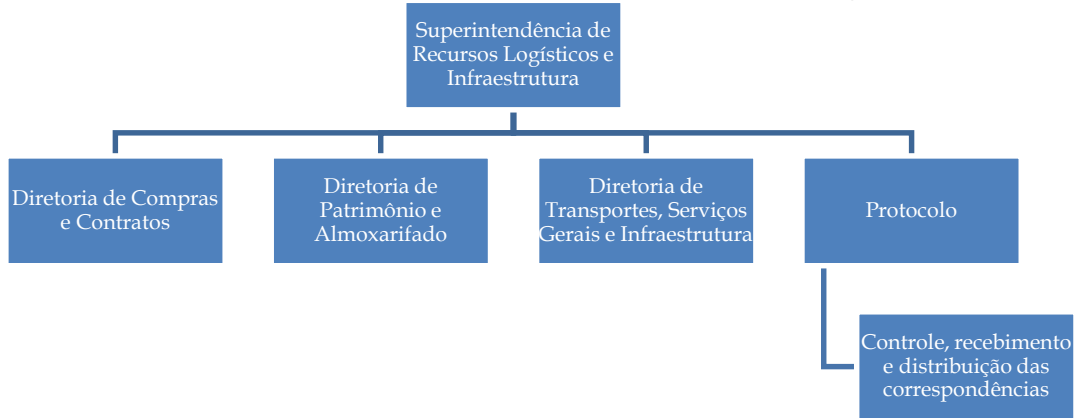 Superintendência de
Recursos Logísticos e
Infraestrutura
Diretoria de Compras
e Contratos
Diretoria de
Patrimônio e
Almoxarifado
Diretoria de
Transportes, Serviços
Gerais e Infraestrutura
Protocolo
Controle, recebimento
e distribuição das
correspondências